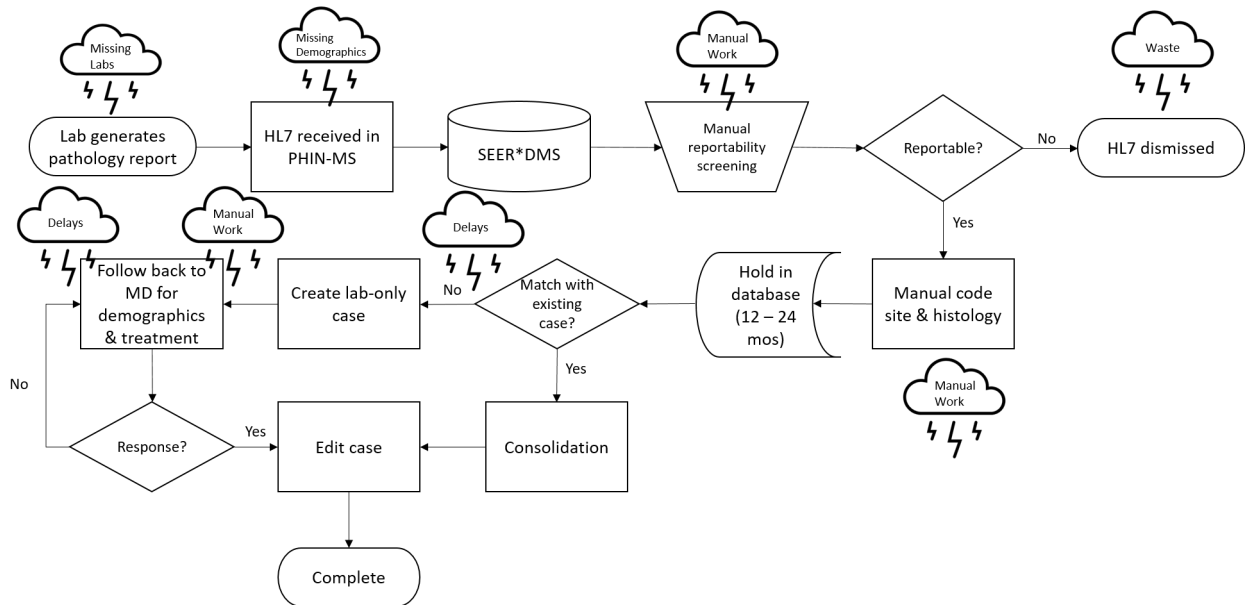 Missing
Labs
Missing
Demographics
Manual
Work
Waste
Lab generates
pathology report
HL7 received in
PHIN-MS
SEER*DMS
Manual
reportability
screening
Reportable?
No
HL7 dismissed
Yes
Delays
Manual
Work
Delays
Follow back to
MD for
demographics
& treatment
Create lab-only
case
No
Match with
existing
case?
Hold in
database
(12 – 24
mos)
Manual code
site & histology
Yes
Manual
Work
No
Response?
Yes
Edit case
Consolidation
Complete